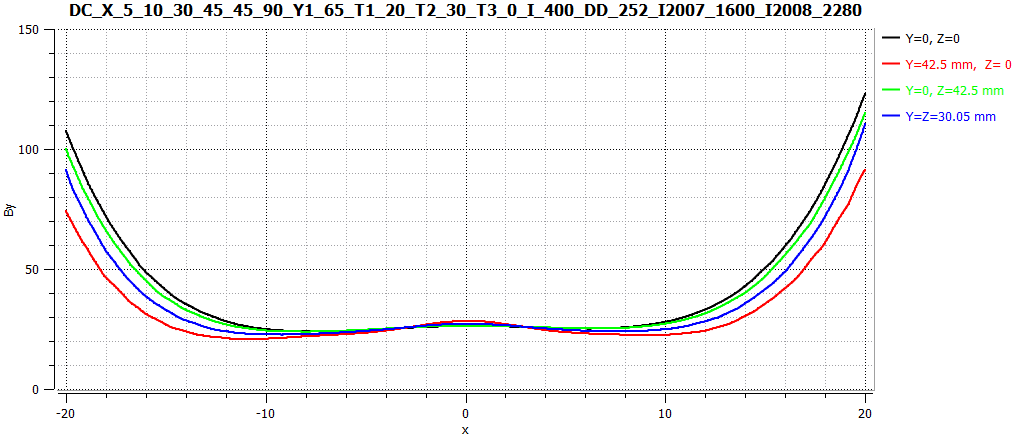 DC_X_5_10_30_45_45_90_Y1_65_T1_20_T2_30_T3_0_I_400_DD_252_I2007_1600_I2008_2280
150
100
50
0
By
-20 -10 0 10 20
x
Y=0, Z=0
Y=42.5 mm, Z= 0
Y=0, Z=42.5 mm
Y=Z=30.05 mm